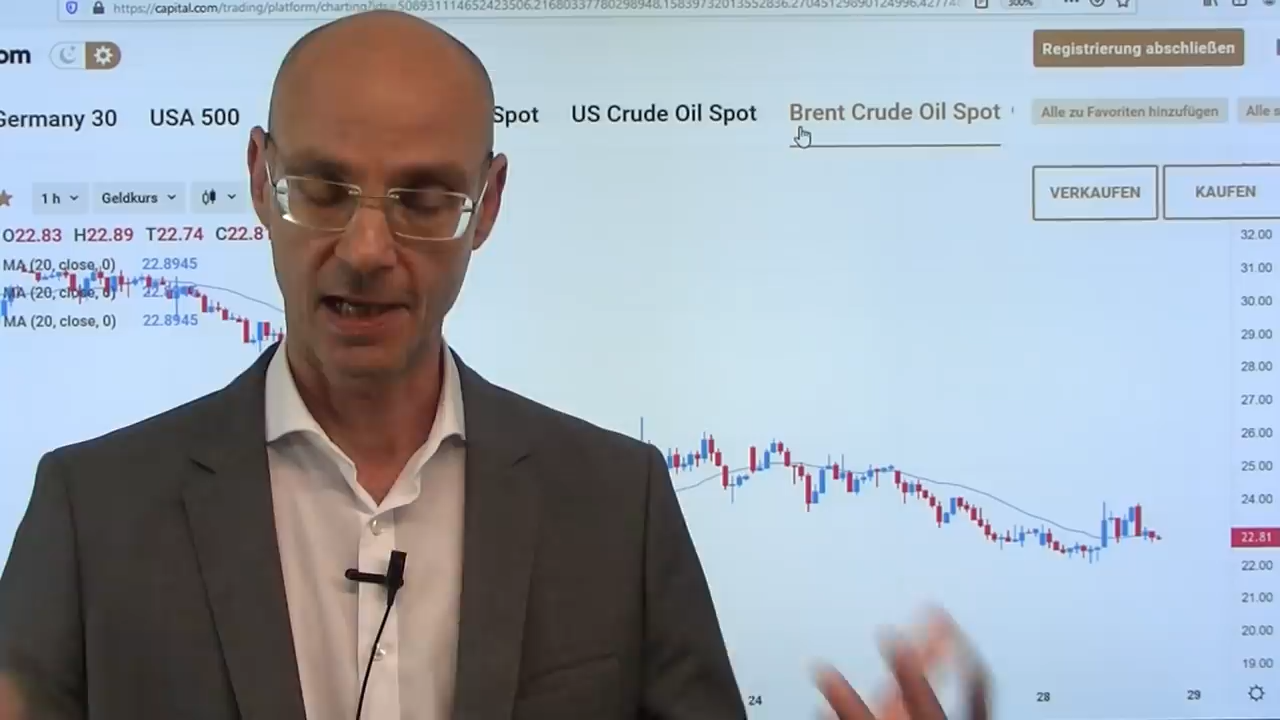 https://capital.com/trading/platform/charting
om
Registrierung abschließen
Germany 30 USA 500 Spot US Crude Oil Spot Brent Crude Oil Spot
Alle zu Favoriten hinzufügen Alle
1 h Geldkurs
VERKAUFEN KAUFEN
O22.83 H22.89 T22.74 C22.8
MA (20, close, 0) 22.8945
MA (20, close, 0)
MA (20, close, 0) 22.8945
32.00
31.00
30.00
29.00
28.00
27.00
26.00
25.00
24.00
22.81
22.00
21.00
20.00
19.00
24 28 29